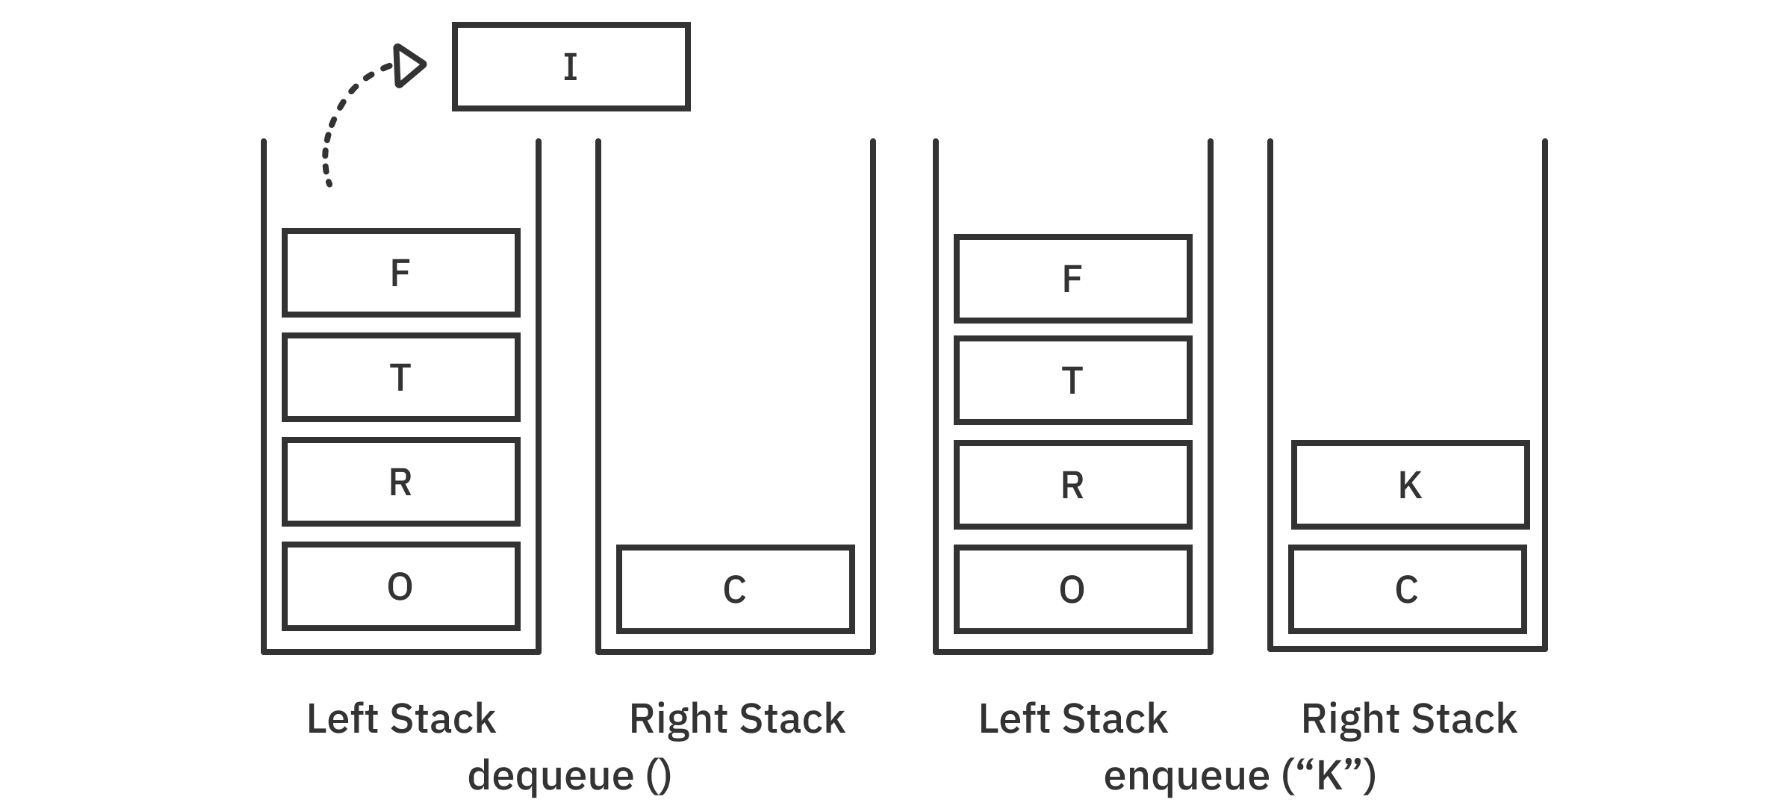 I
F
T
R
O
C
Left Stack
Right Stack
dequeue ()
F
T
R
O
K
C
Left Stack
Right Stack
enqueue (“K”)